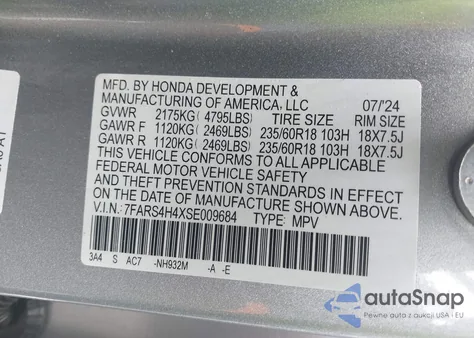 MFD. BY HONDA DEVELOPMENT &
MANUFACTURING OF AMERICA, LLC 07/'24
GVWR 2175KG( 4795LBS) TIRE SIZE RIM SIZE
GAWR F 1120KG( 2469LBS) 235/60R18 103H 18X7.5J
GAWR R 1120KG( 2469LBS) 235/60R18 103H 18X7.5J
THIS VEHICLE CONFORMS TO ALL APPLICABLE
FEDERAL MOTOR VEHICLE SAFETY
AND THEFT PREVENTION STANDARDS IN EFFECT
ON THE DATE OF MANUFACTURE SHOWN ABOVE.
V.I.N.: 7FARS4H4XSE009684 TYPE: MPV
3A4 S AC7 -NH932M -A -E
autoSnap
Pewne auto z USA i EU